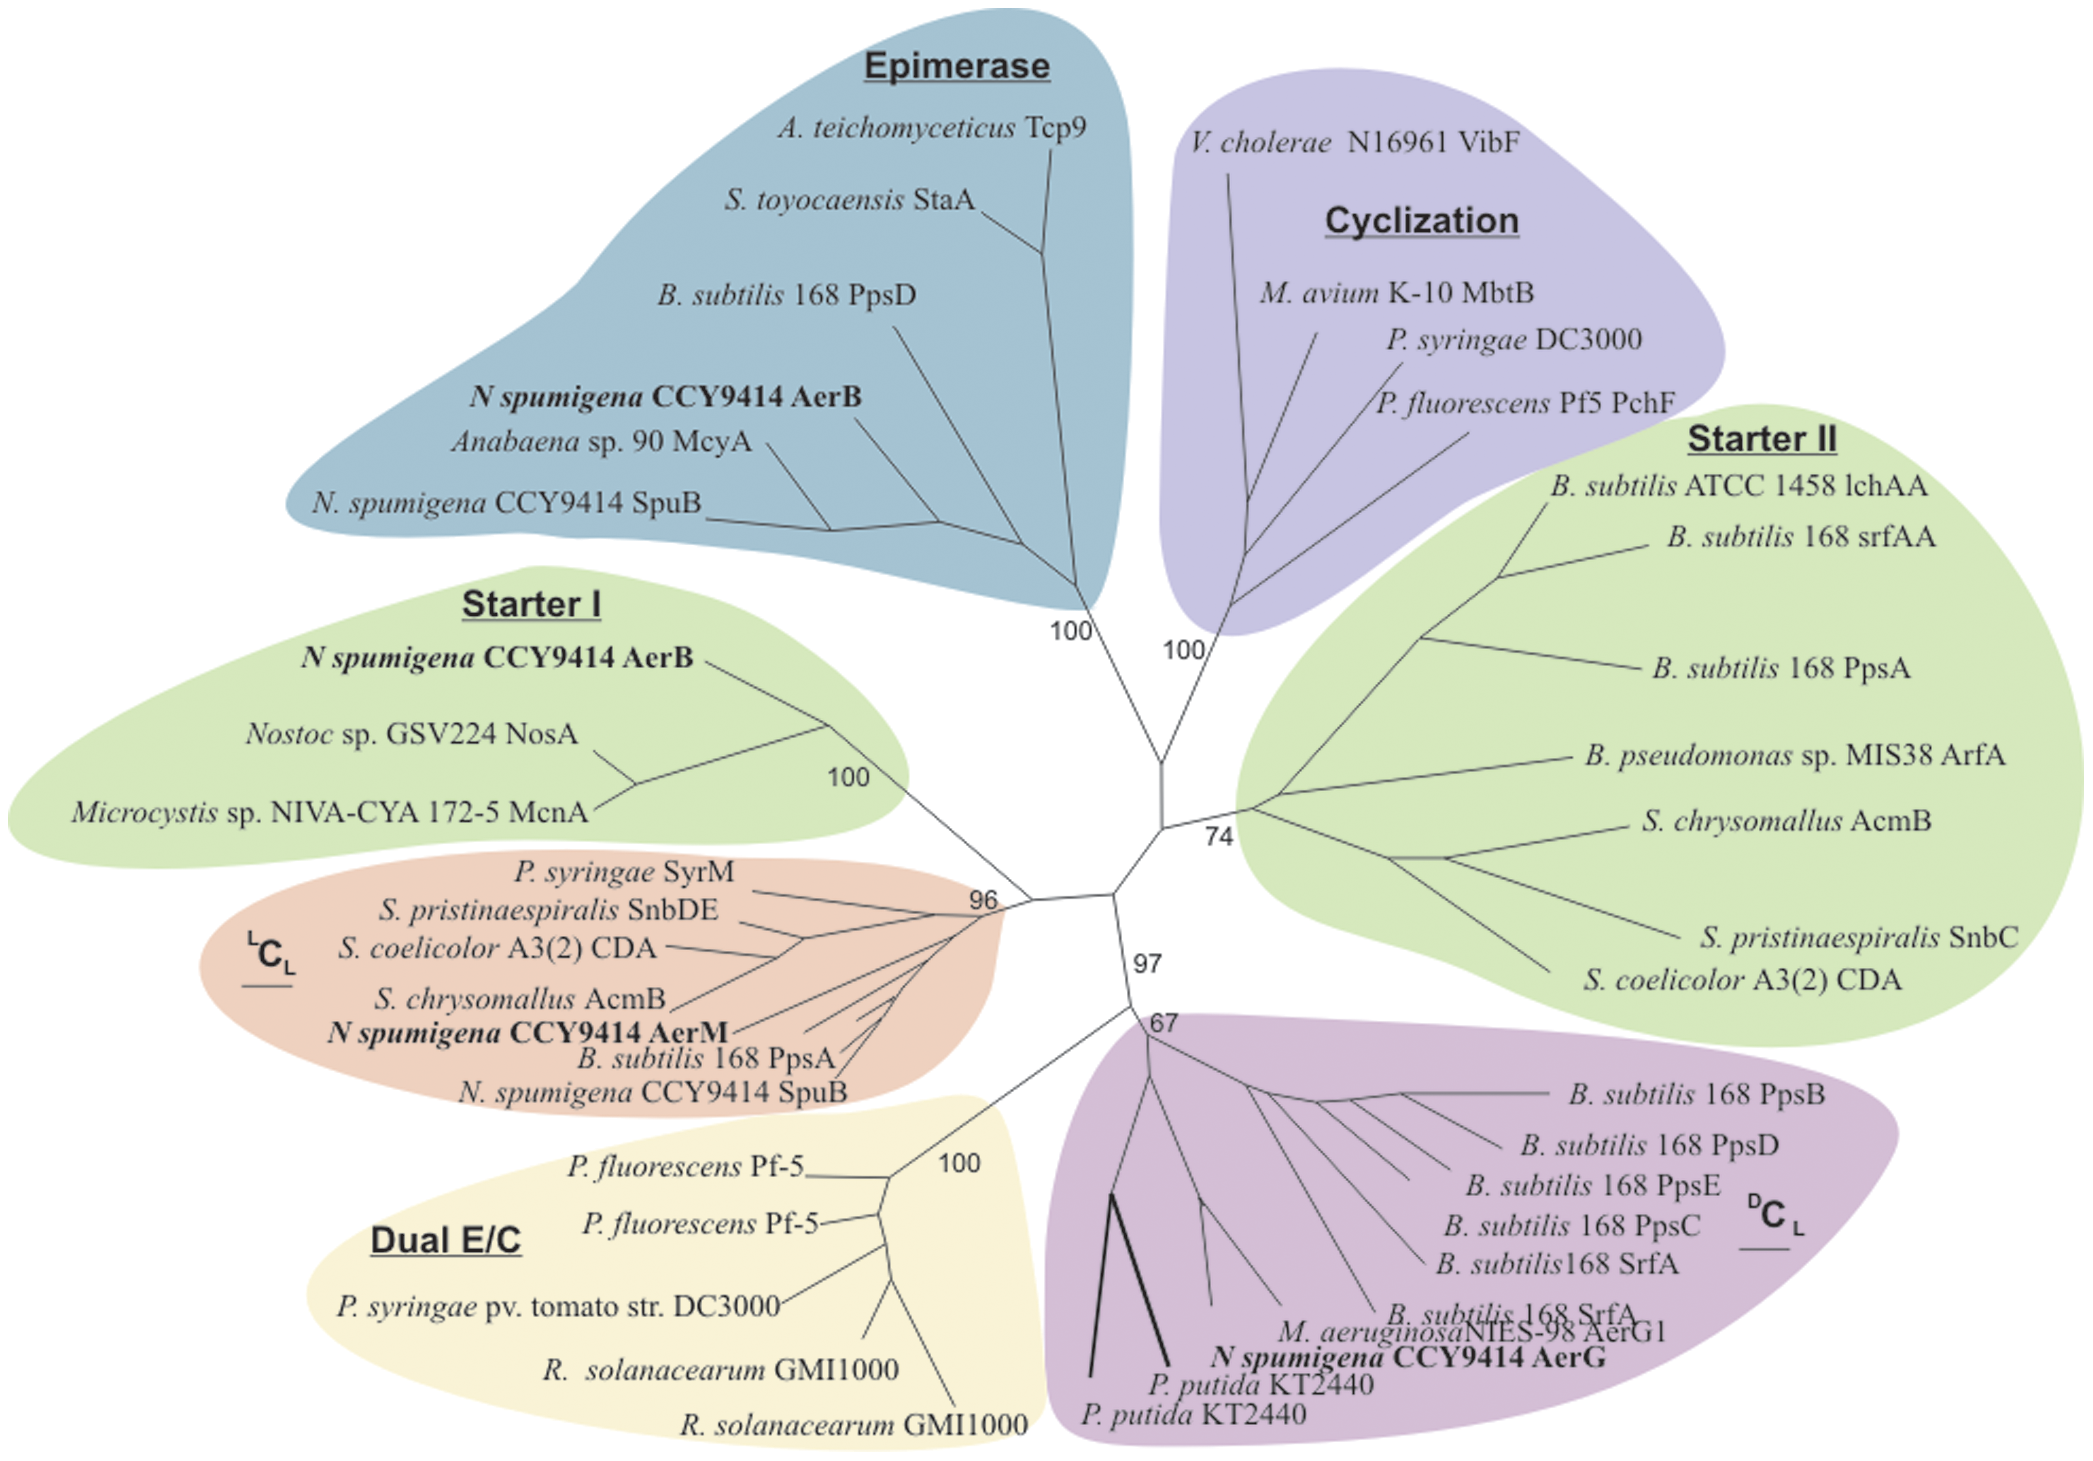 Epimerase
A. teichomyceticus Tcp9
S. toyocaensis StaA
B. subtilis 168 PpsD
N spumigena CCY9414 AerB
Anabaena sp. 90 McyA
N. spumigena CCY9414 SpuB
100
V. cholerae N16961 VibF
Cyclization
M. avium K-10 MbtB
P. syringae DC3000
P. fluorescens Pf5 PchF
100
Starter II
B. subtilis ATCC 1458 lchAA
B. subtilis 168 srfAA
B. subtilis 168 PpsA
B. pseudomonas sp. MIS38 ArfA
S. chrysomallus AcmB
S. pristinaespiralis SnbC
S. coelicolor A3(2) CDA
74
Starter I
N spumigena CCY9414 AerB
Nostoc sp. GSV224 NosA
Microcystis sp. NIVA-CYA 172-5 McnA
100
P. syringae SyrM
S. pristinaespiralis SnbDE
S. coelicolor A3(2) CDA
S. chrysomallus AcmB
N spumigena CCY9414 AerM
B. subtilis 168 PpsA
N. spumigena CCY9414 SpuB
LCL
96
97
67
P. fluorescens Pf-5
P. fluorescens Pf-5
Dual E/C
P. syringae pv. tomato str. DC3000
R. solanacearum GMI1000
R. solanacearum GMI1000
100
B. subtilis 168 PpsB
B. subtilis 168 PpsD
B. subtilis 168 PpsE
DCL
B. subtilis 168 PpsC
B. subtilis168 SrfA
B. subtilis 168 SrfA
M. aeruginosaNIES-98 AerG1
N spumigena CCY9414 AerG
P. putida KT2440
P. putida KT2440